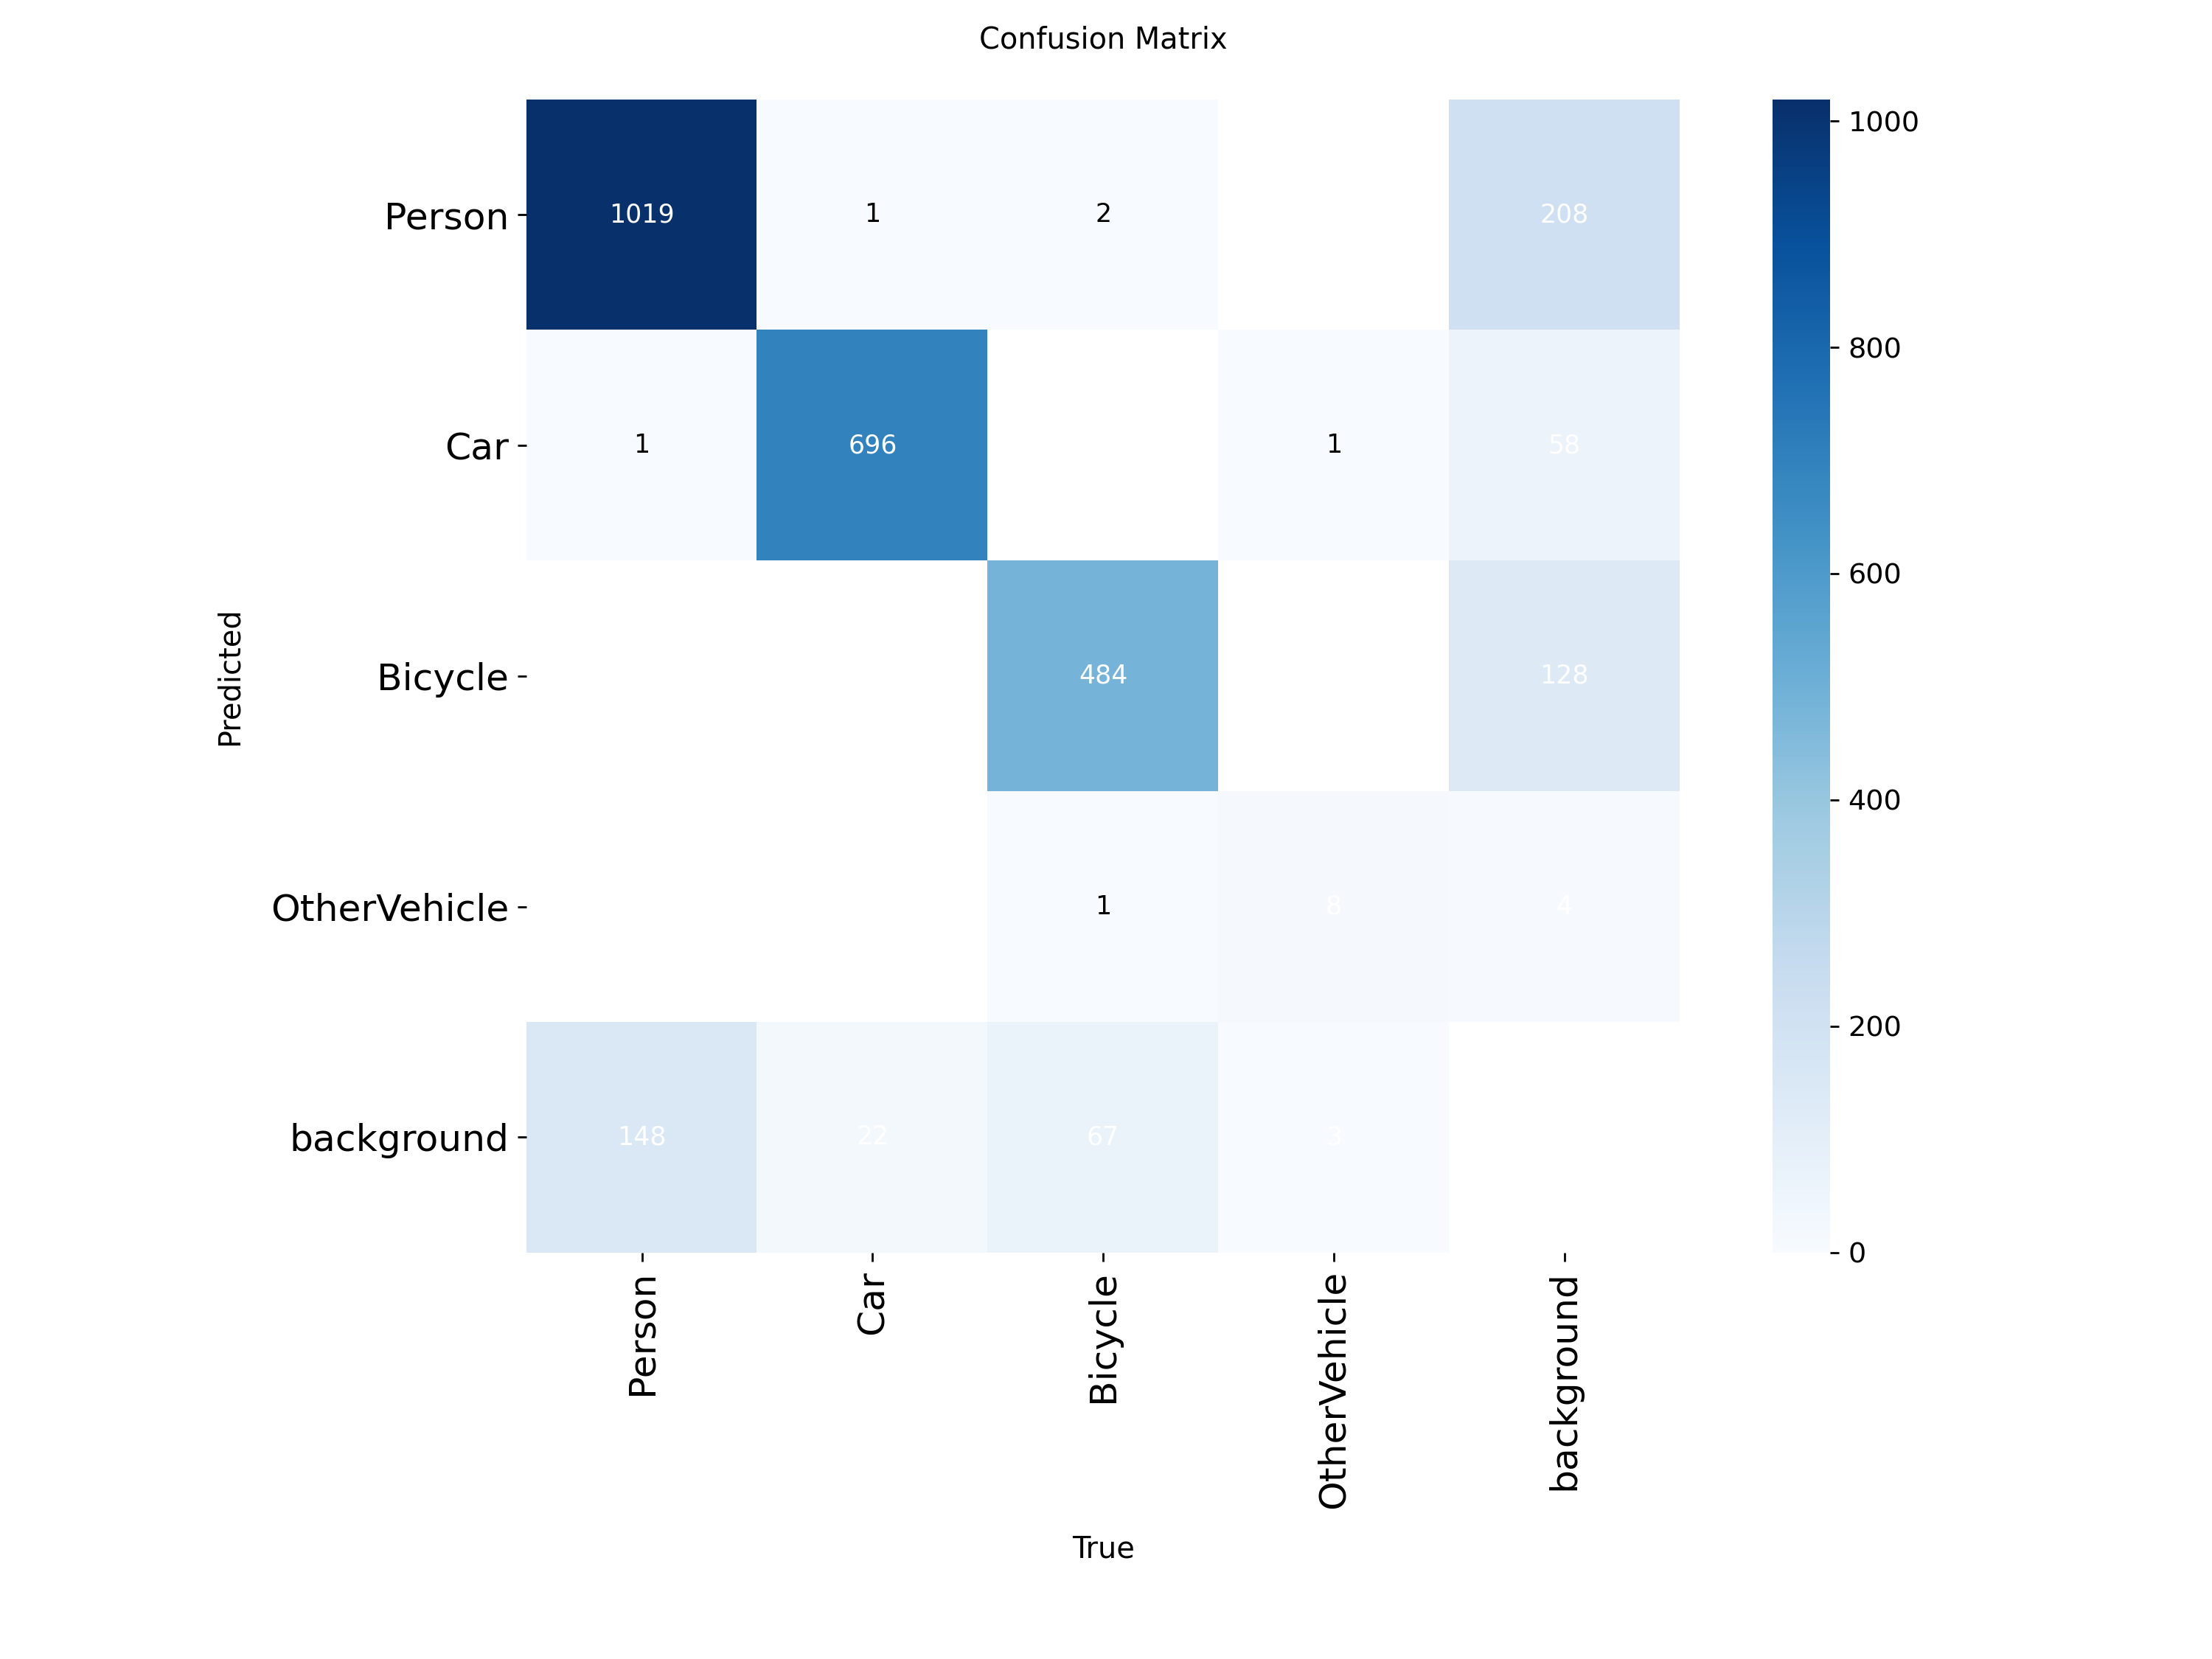 Confusion Matrix
Person 1019 1 2 208
Car 1 696 1 58
Bicycle 484 128
OtherVehicle 1 8 4
background 148 22 67 3
Predicted
Person Car Bicycle OtherVehicle background
True
1000
800
600
400
200
0